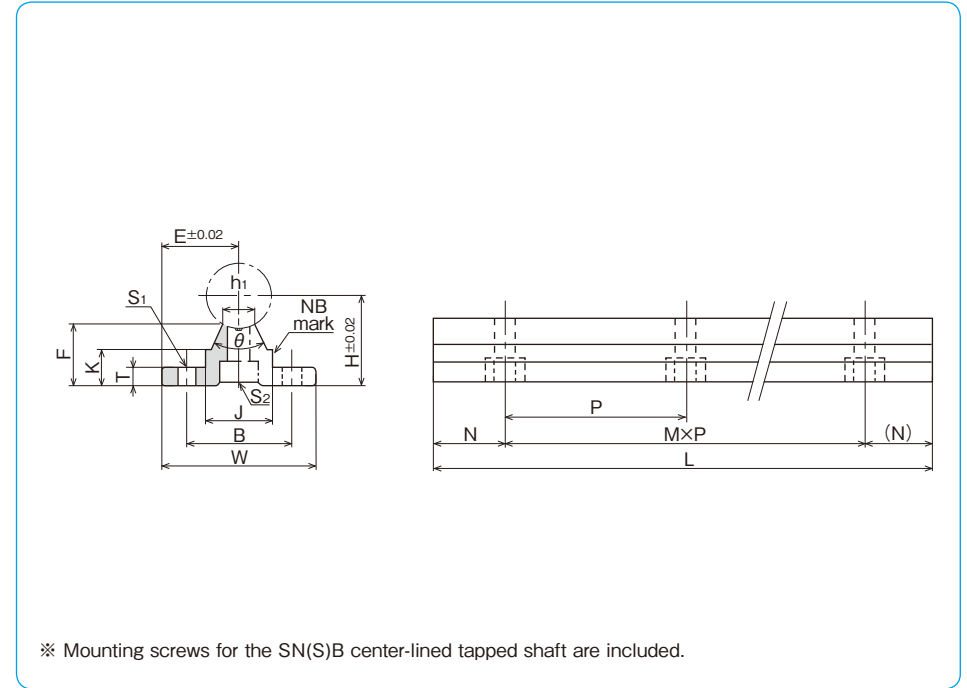 E±0.02
h1
S1
NB
mark
F
K
T
θ
H±0.02
S2
J
B
W
P
N
M×P
(N)
L
※ Mounting screws for the SN(S)B center-lined tapped shaft are included.